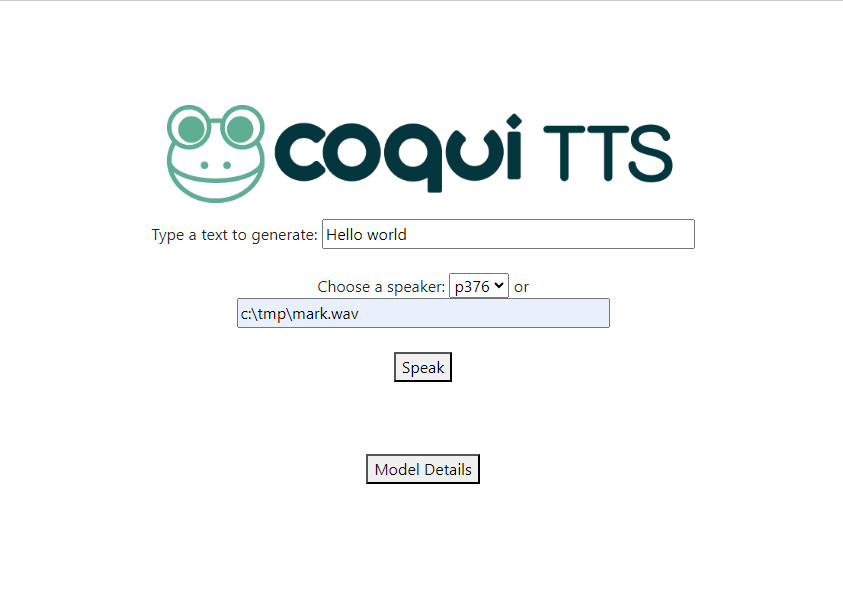 coqui TTS
Type a text to generate: Hello world
Choose a speaker: p376 or
c:\tmp\mark.wav
Speak
Model Details